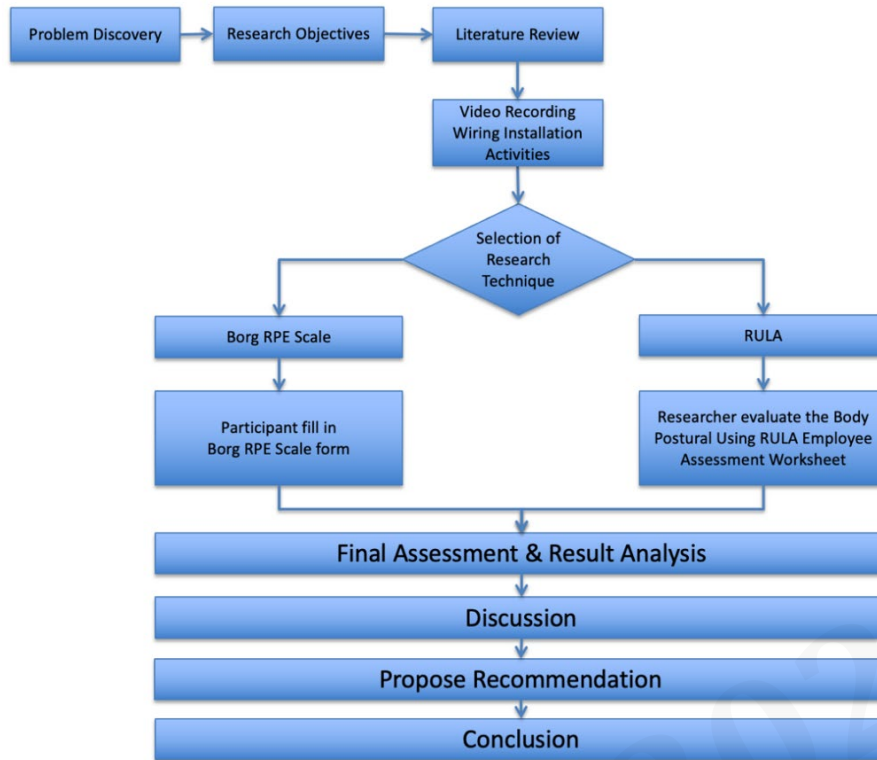 Problem Discovery
Research Objectives
Literature Review
Video Recording
Wiring Installation
Activities
Selection of
Research
Technique
Borg RPE Scale
RULA
Participant fill in
Borg RPE Scale form
Researcher evaluate the Body
Postural Using RULA Employee
Assessment Worksheet
Final Assessment & Result Analysis
Discussion
Propose Recommendation
Conclusion